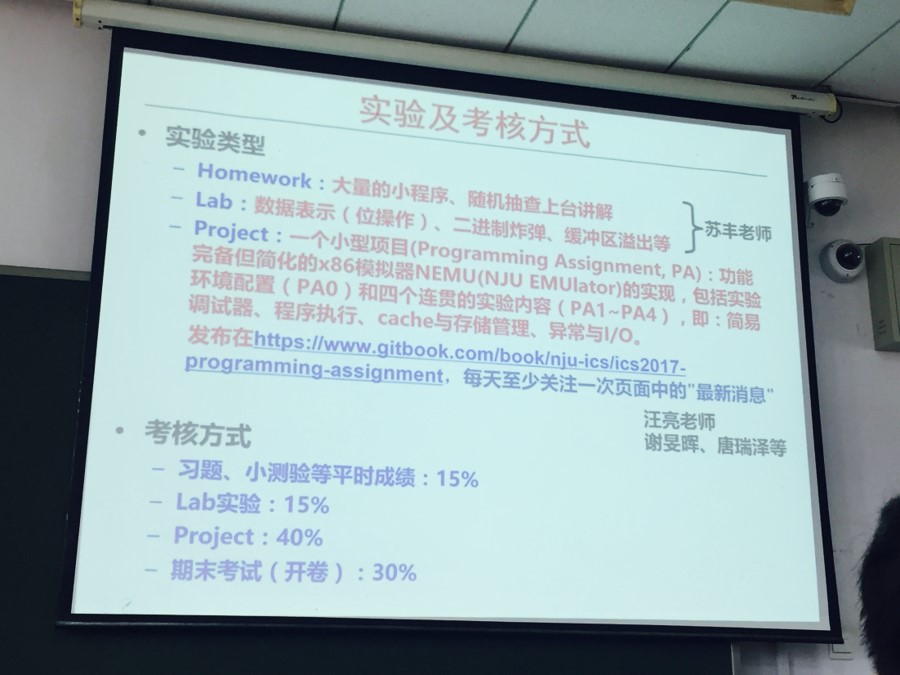 实验及考核方式
• 实验类型
– Homework：大量的小程序、随机抽查上台讲解
– Lab：数据表示（位操作）、二进制炸弹、缓冲区溢出等
苏丰老师
– Project：一个小型项目(Programming Assignment, PA)：功能
完备但简化的x86模拟器NEMU(NJU EMUlator)的实现，包括实验
环境配置（PA0）和四个连贯的实验内容（PA1~PA4），即：简易
调试器、程序执行、cache与存储管理、异常与I/O。
发布在https://www.gitbook.com/book/nju-ics/ics2017-
programming-assignment，每天至少关注一次页面中的"最新消息"
汪亮老师
谢旻晖、唐瑞泽等
• 考核方式
– 习题、小测验等平时成绩：15%
– Lab实验：15%
– Project：40%
– 期末考试（开卷）：30%